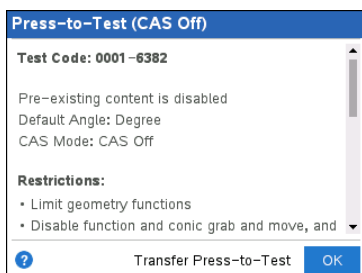 Press-to-Test (CAS Off)
Test Code: 0001-6382
Pre-existing content is disabled
Default Angle: Degree
CAS Mode: CAS Off
Restrictions:
• Limit geometry functions
• Disable function and conic grab and move, and
? Transfer Press-to-Test OK